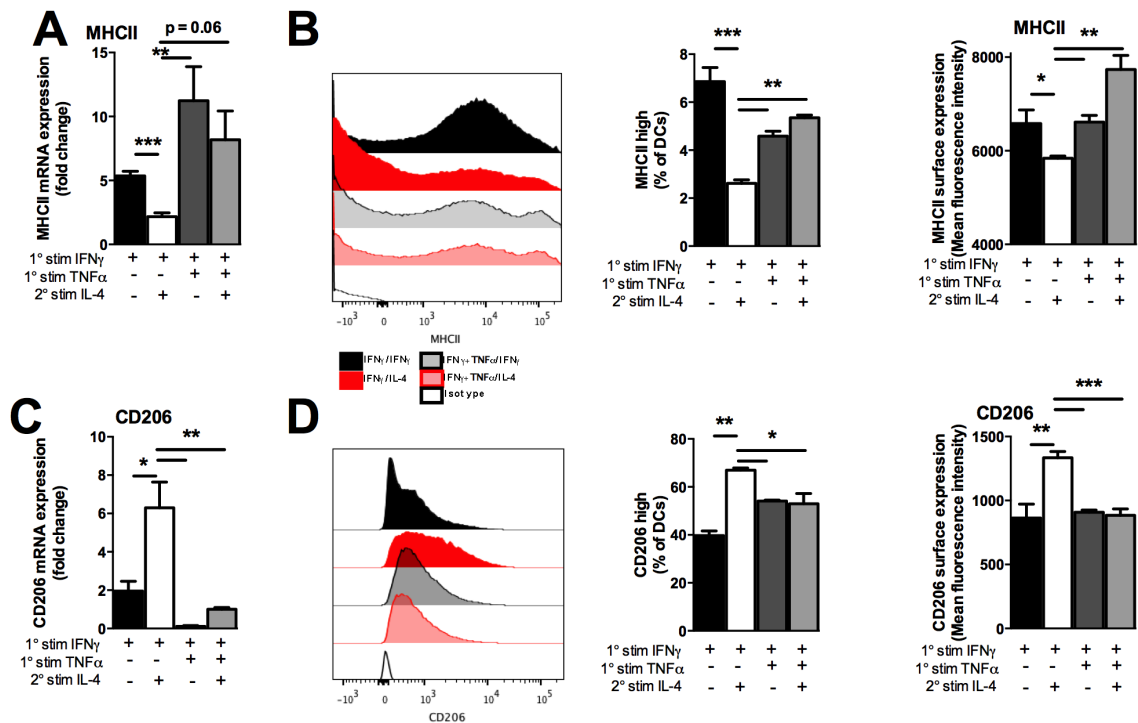 A
MHCII
p = 0.06
**
***
15
10
5
0
MHCII mRNA expression
(fold change)
1° stim IFNγ + + + +
1° stim TNFα - - + +
2° stim IL-4 - + - +
B
-10³ 0 10³ 10⁴ 10⁵
MHCII
IFNγ/IFNγ
IFNγ/IL-4
IFNγ+ TNFα/IFNγ
IFNγ+ TNFα/IL-4
Isotype
***
**
8
6
4
2
0
MHCII high
(% of DCs)
1° stim IFNγ + + + +
1° stim TNFα - - + +
2° stim IL-4 - + - +
MHCII
**
*
8000
6000
4000
MHCII surface expression
(Mean fluorescence intensity)
1° stim IFNγ + + + +
1° stim TNFα - - + +
2° stim IL-4 - + - +
C
CD206
**
*
10
8
6
4
2
0
CD206 mRNA expression
(fold change)
1° stim IFNγ + + + +
1° stim TNFα - - + +
2° stim IL-4 - + - +
D
0 10³ 10⁴ 10⁵
CD206
**
*
80
60
40
20
0
CD206 high
(% of DCs)
1° stim IFNγ + + + +
1° stim TNFα - - + +
2° stim IL-4 - + - +
***
CD206
**
1500
1000
500
0
CD206 surface expression
(Mean fluorescence intensity)
1° stim IFNγ + + + +
1° stim TNFα - - + +
2° stim IL-4 - + - +